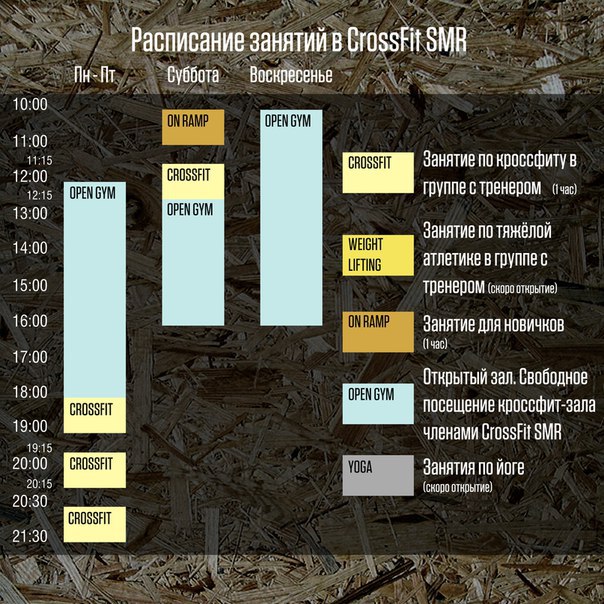 Расписание занятий в CrossFit SMR
Пн - Пт Суббота Воскресенье
10:00
11:00
11:15
12:00
12:15
13:00
14:00
15:00
16:00
17:00
18:00
19:00
19:15
20:00
20:15
20:30
21:30
OPEN GYM
CROSSFIT
CROSSFIT
CROSSFIT
ON RAMP
CROSSFIT
OPEN GYM
OPEN GYM
CROSSFIT
Занятие по кроссфиту в
группе с тренером (1 час)
WEIGHT
LIFTING
Занятие по тяжёлой
атлетике в группе с
тренером (скоро открытие)
ON RAMP
Занятие для новичков
(1 час)
OPEN GYM
Открытый зал. Свободное
посещение кроссфит-зала
членами CrossFit SMR
YOGA
Занятия по йоге
(скоро открытие)